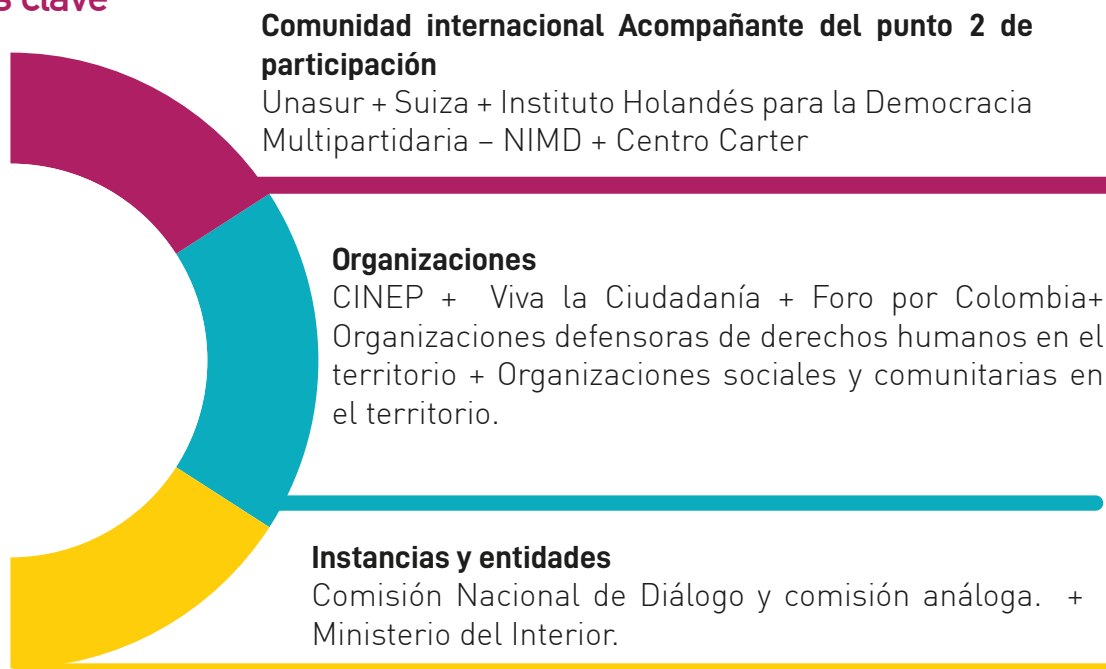 s clave
Comunidad internacional Acompañante del punto 2 de
participación
Unasur + Suiza + Instituto Holandés para la Democracia
Multipartidaria – NIMD + Centro Carter
Organizaciones
CINEP + Viva la Ciudadanía + Foro por Colombia+
Organizaciones defensoras de derechos humanos en el
territorio + Organizaciones sociales y comunitarias en
el territorio.
Instancias y entidades
Comisión Nacional de Diálogo y comisión análoga. +
Ministerio del Interior.